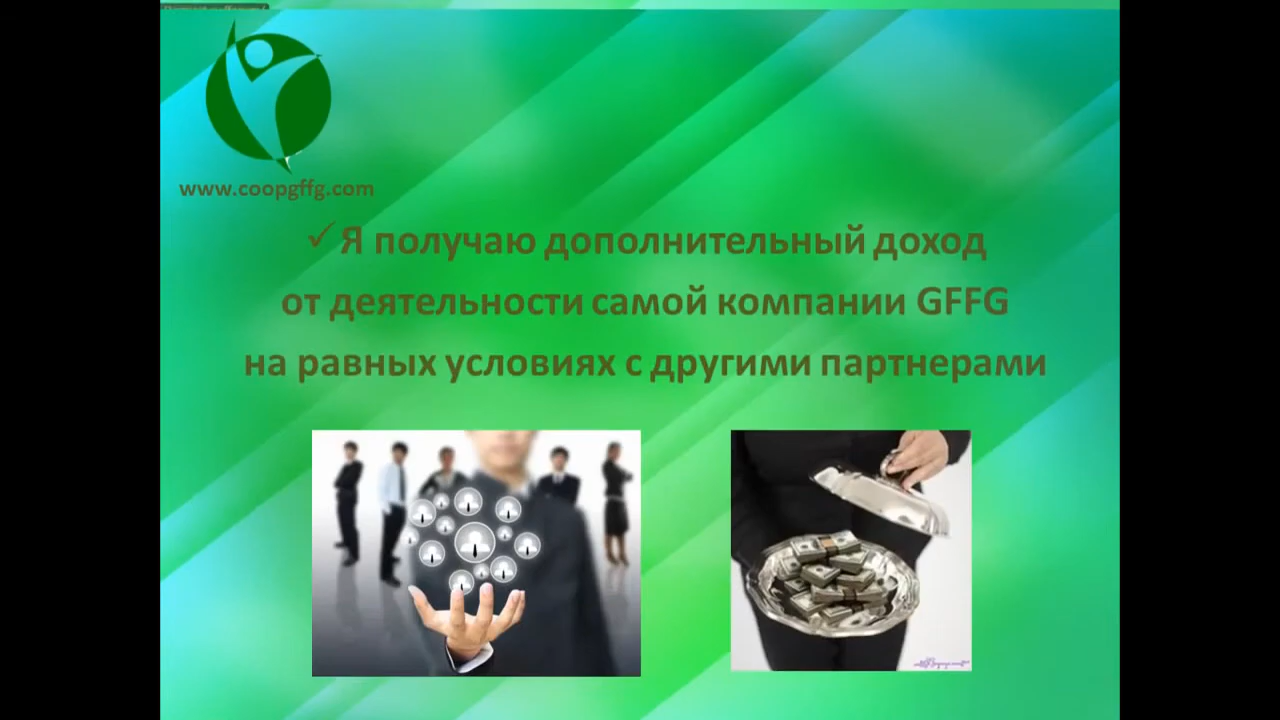 www.coopgffg.com
✓ Я получаю дополнительный доход
от деятельности самой компании GFFG
на равных условиях с другими партнерами